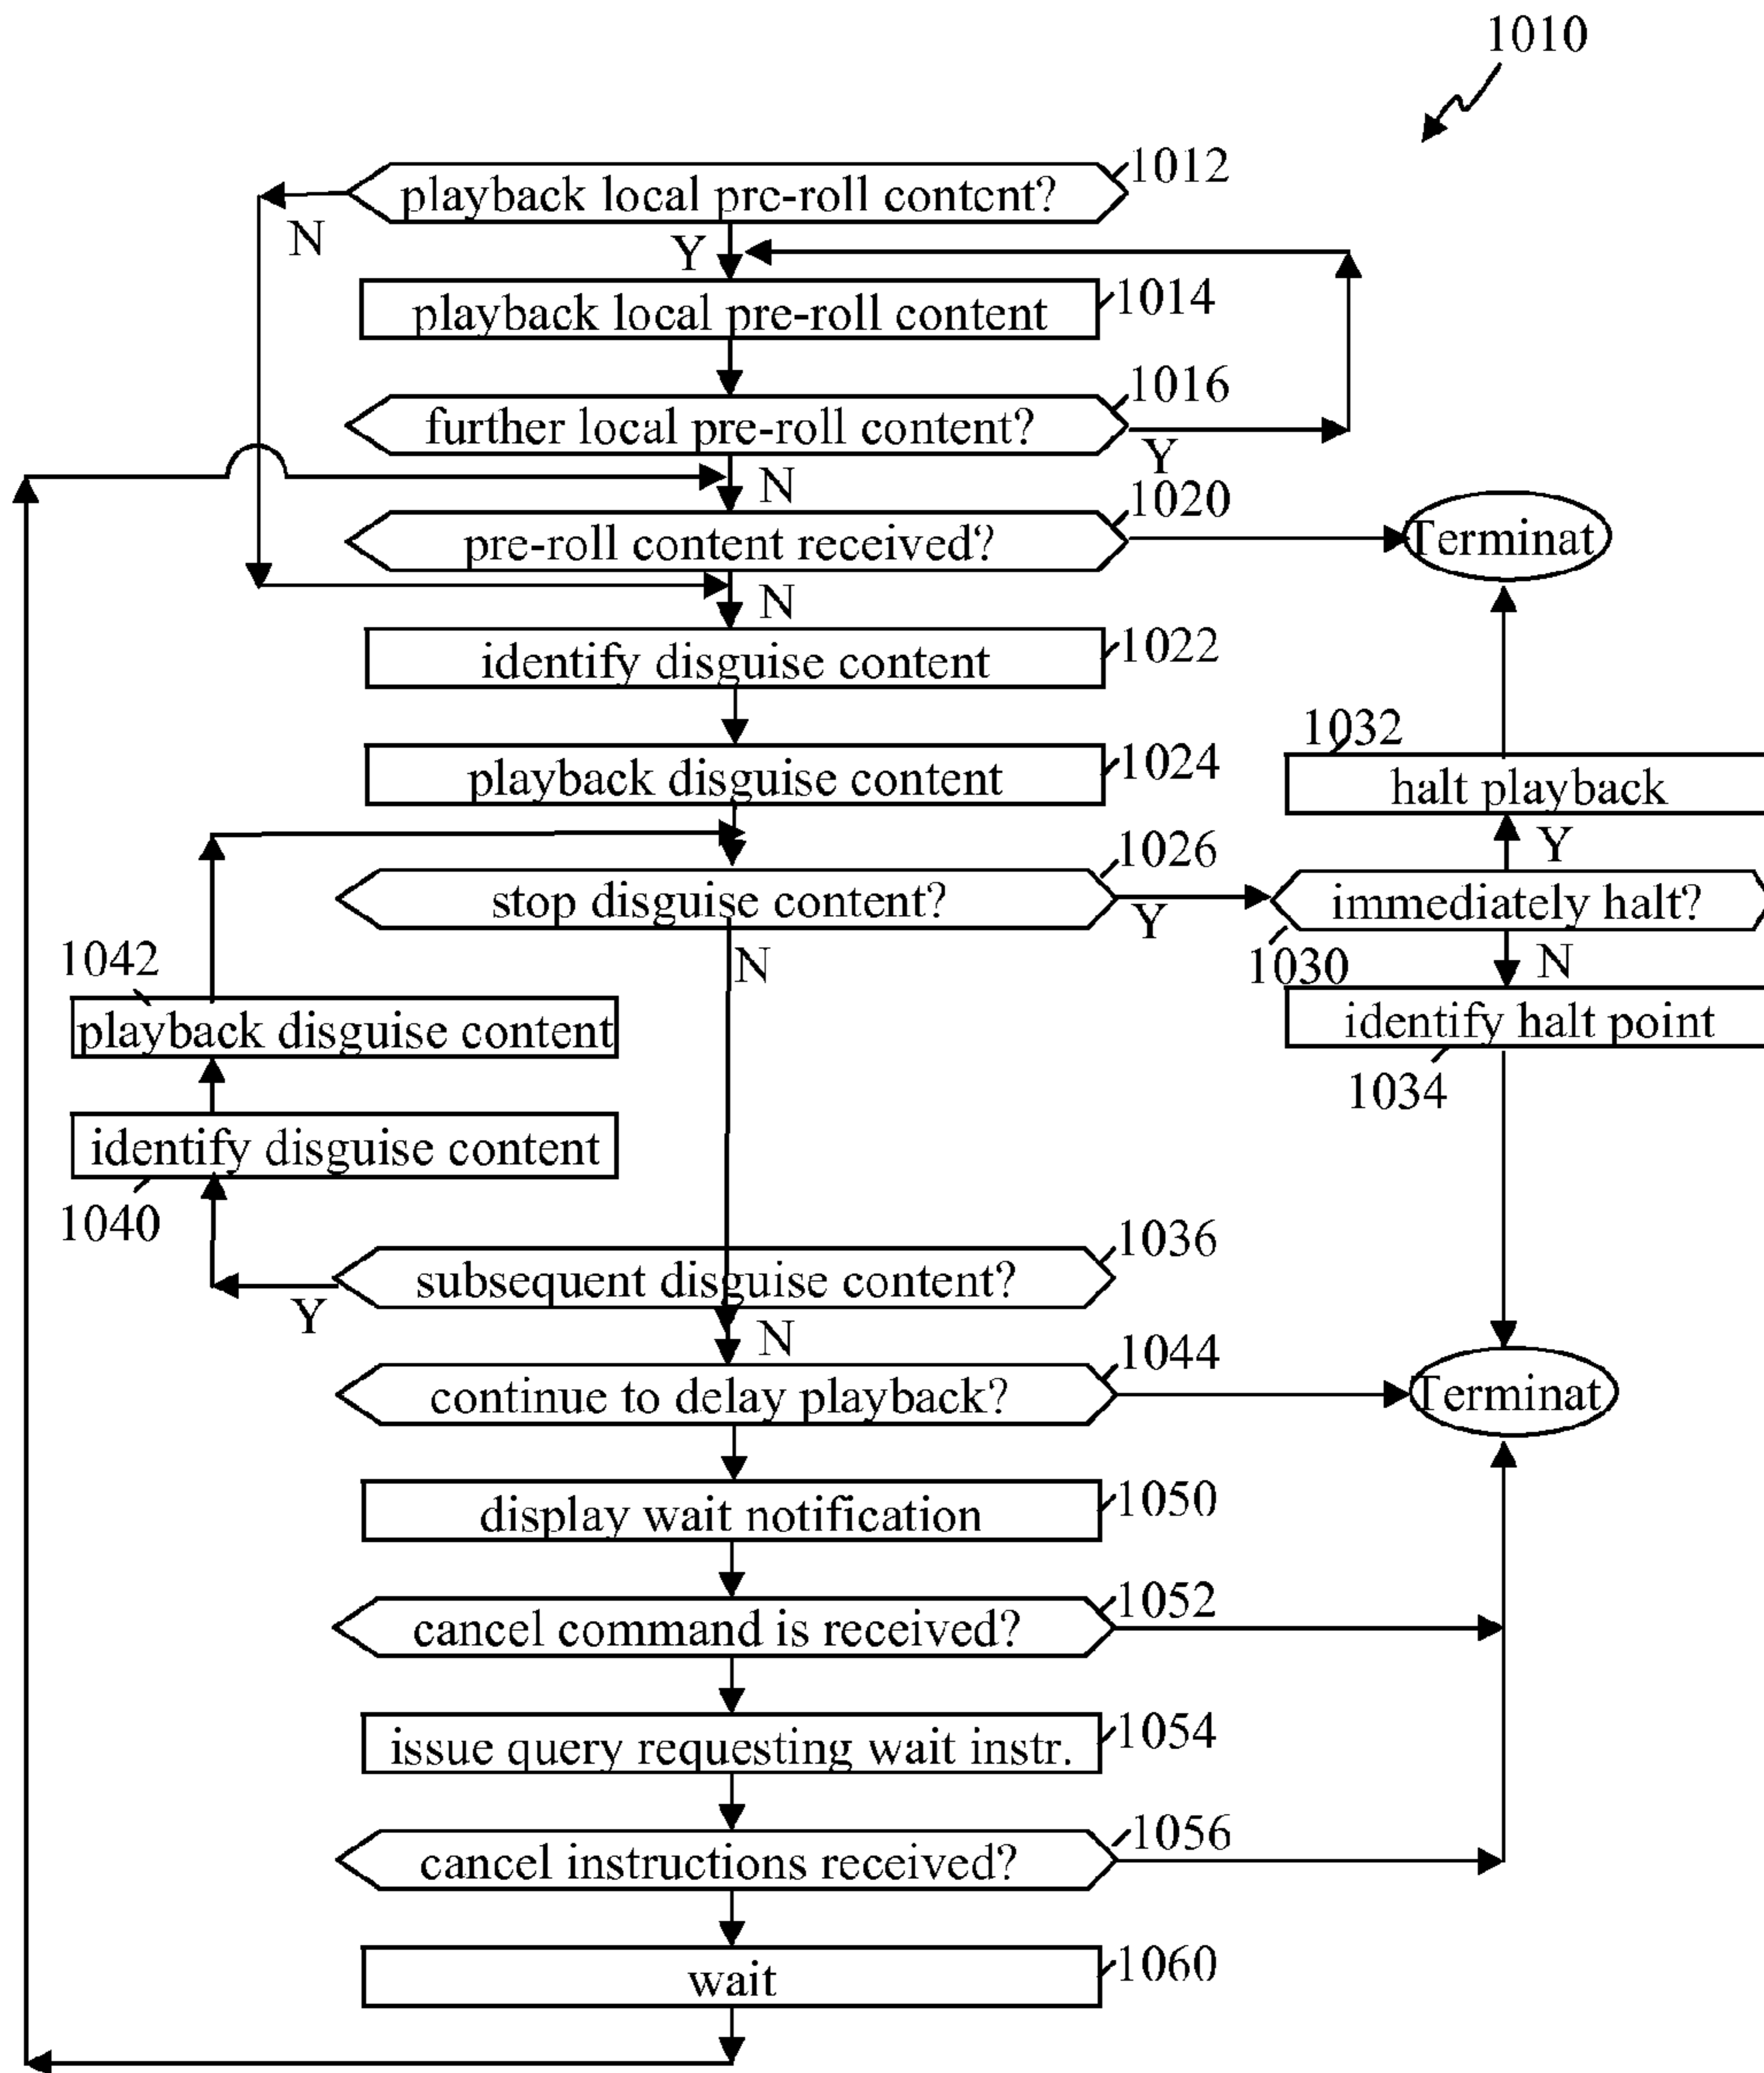 1010
playback local pre-roll content?
1012
N
Y
playback local pre-roll content
1014
further local pre-roll content?
1016
Y
N
pre-roll content received?
1020
Terminat
N
identify disguise content
1022
playback disguise content
1024
1032
halt playback
Y
stop disguise content?
1026
Y
immediately halt?
1030
N
N
1042
playback disguise content
identify halt point
1034
identify disguise content
1040
subsequent disguise content?
1036
Y
N
continue to delay playback?
1044
Terminat
display wait notification
1050
cancel command is received?
1052
issue query requesting wait instr.
1054
cancel instructions received?
1056
wait
1060